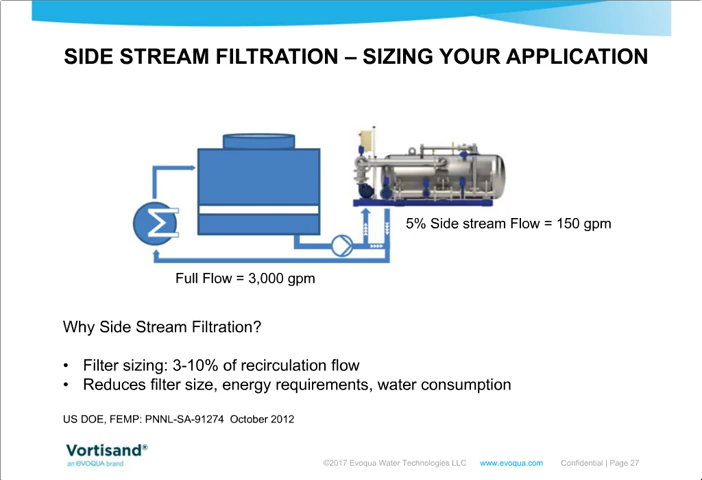 SIDE STREAM FILTRATION – SIZING YOUR APPLICATION
5% Side stream Flow = 150 gpm
Full Flow = 3,000 gpm
Why Side Stream Filtration?
• Filter sizing: 3-10% of recirculation flow
• Reduces filter size, energy requirements, water consumption
US DOE, FEMP: PNNL-SA-91274 October 2012
Vortisand®
an evoqua brand
©2017 Evoqua Water Technologies LLC www.evoqua.com Confidential | Page 27